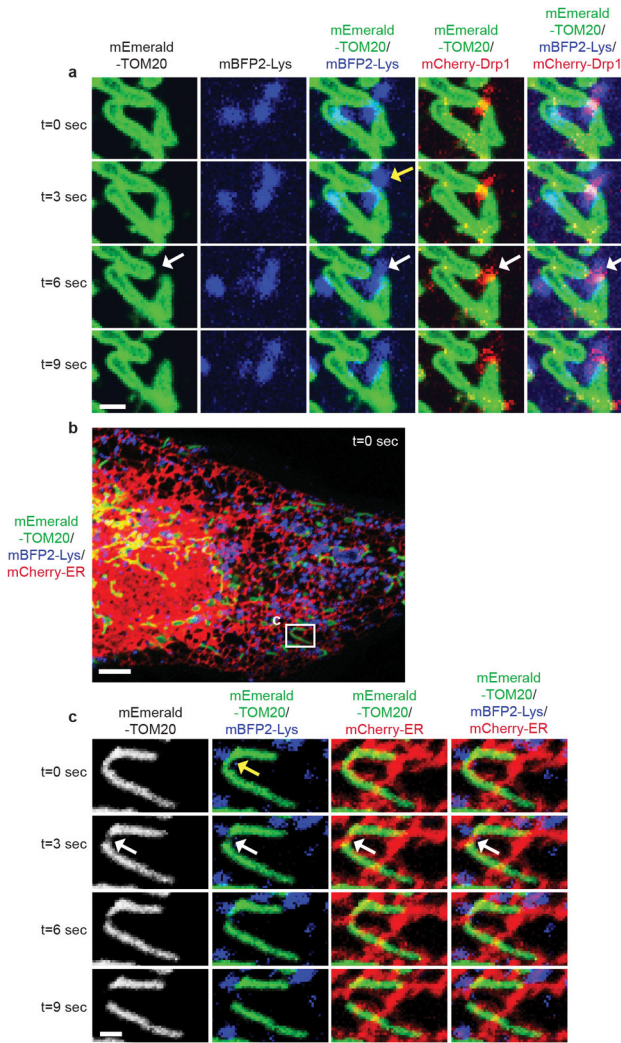 mEmerald
-TOM20
mBFP2-Lys
mEmerald
-TOM20/
mBFP2-Lys
mEmerald
-TOM20/
mCherry-Drp1
mEmerald
-TOM20/
mBFP2-Lys/
mCherry-Drp1
a
t=0 sec
t=3 sec
t=6 sec
t=9 sec
b
t=0 sec
mEmerald
-TOM20/
mBFP2-Lys/
mCherry-ER
c
c
mEmerald
-TOM20
mEmerald
-TOM20/
mBFP2-Lys
mEmerald
-TOM20/
mCherry-ER
mEmerald
-TOM20/
mBFP2-Lys/
mCherry-ER
t=0 sec
t=3 sec
t=6 sec
t=9 sec